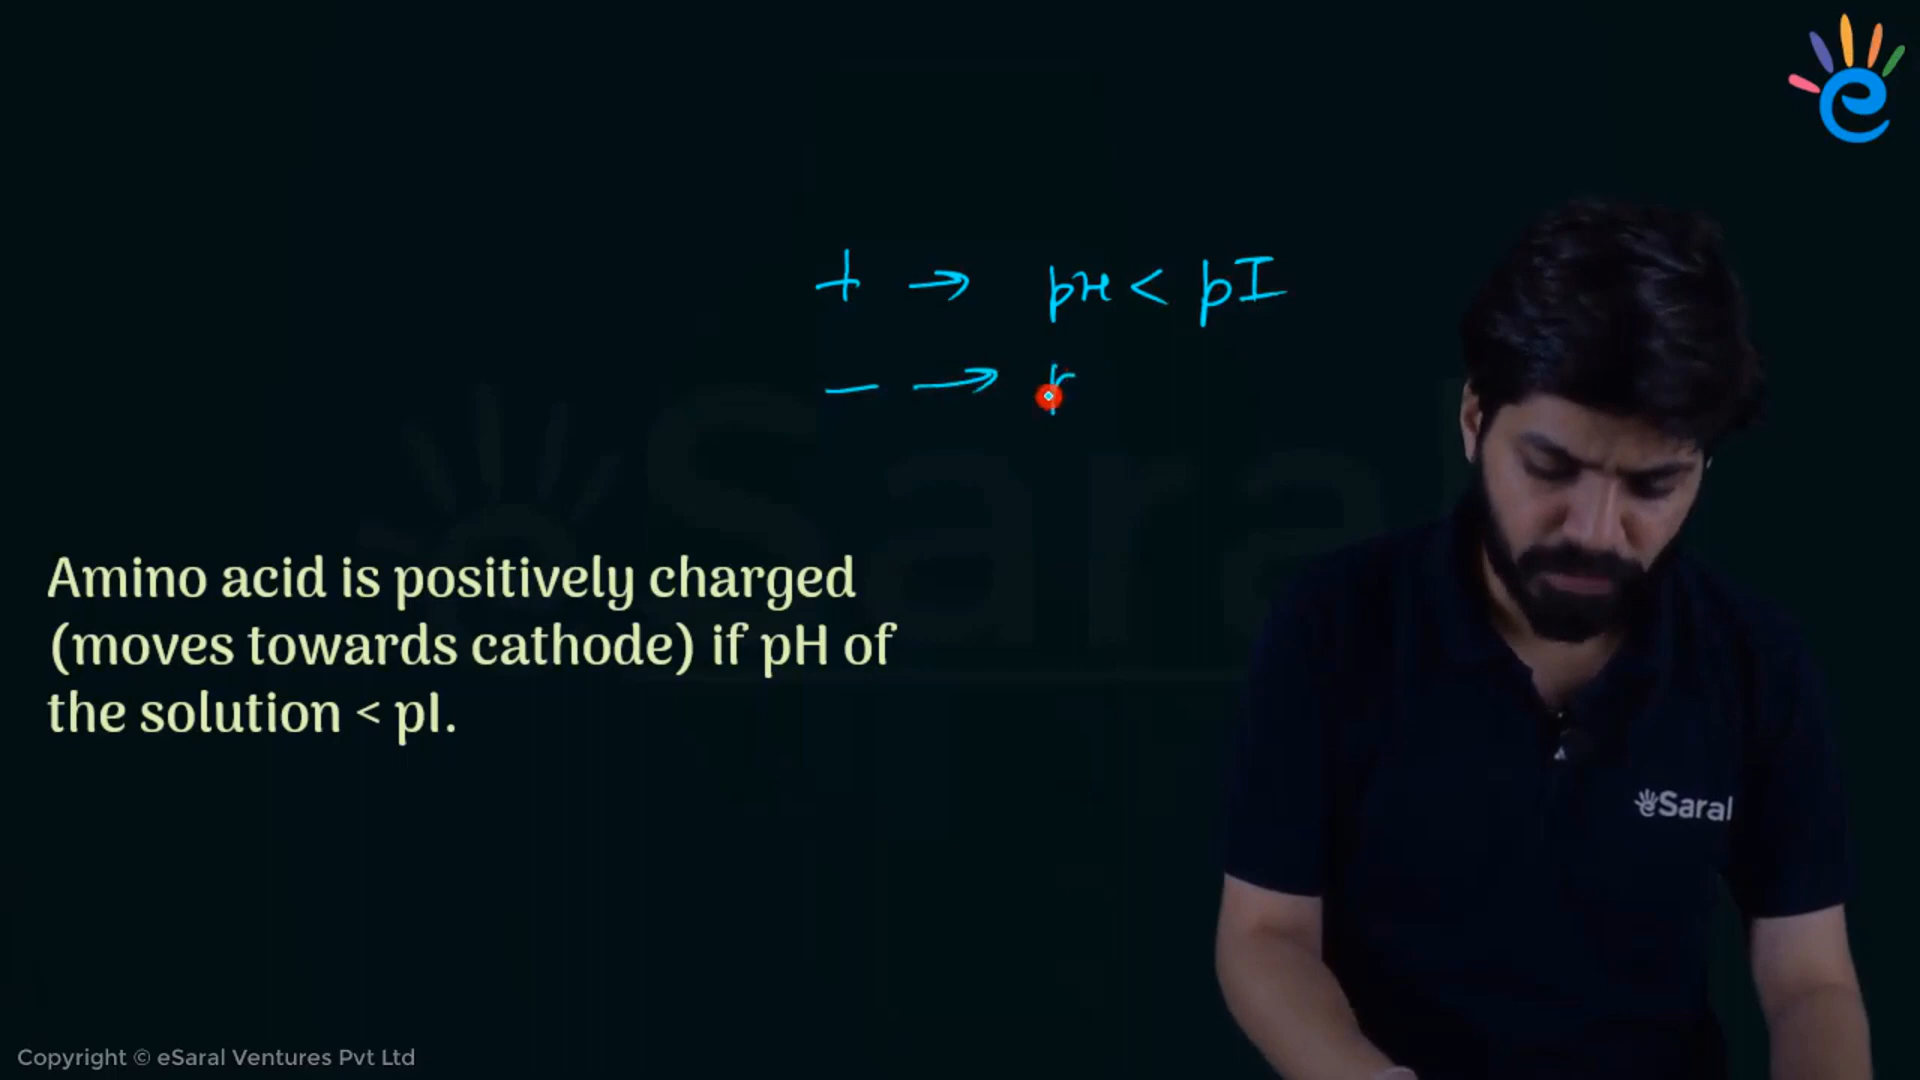 + → pH < pI
— → p
Amino acid is positively charged
(moves towards cathode) if pH of
the solution < pI.
eSaral
eSaral
Copyright © eSaral Ventures Pvt Ltd